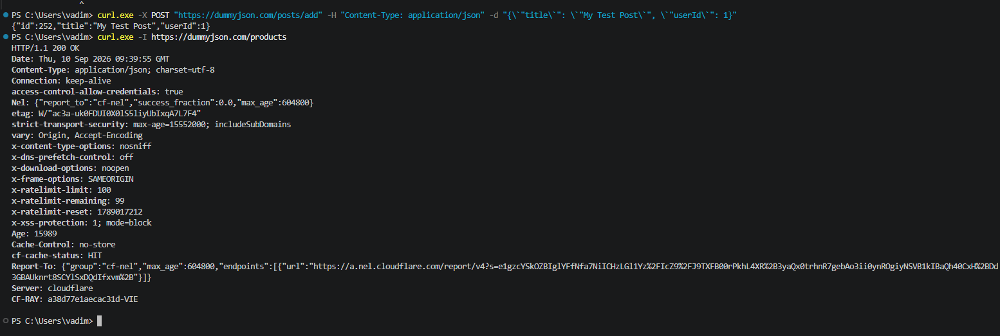 ^
PS C:\Users\vadim> curl.exe -X POST "https://dummyjson.com/posts/add" -H "Content-Type: application/json" -d "{\`"title\`": \`"My Test Post\`", \`"userId\`": 1}"
{"id":252,"title":"My Test Post","userId":1}
PS C:\Users\vadim> curl.exe -I https://dummyjson.com/products
HTTP/1.1 200 OK
Date: Thu, 10 Sep 2026 09:39:55 GMT
Content-Type: application/json; charset=utf-8
Connection: keep-alive
access-control-allow-credentials: true
Nel: {"report_to":"cf-nel","success_fraction":0.0,"max_age":604800}
etag: W/"ac3a-uk0FDUI0X0lS5liyUbIxqA7L7F4"
strict-transport-security: max-age=15552000; includeSubDomains
vary: Origin, Accept-Encoding
x-content-type-options: nosniff
x-dns-prefetch-control: off
x-download-options: noopen
x-frame-options: SAMEORIGIN
x-ratelimit-limit: 100
x-ratelimit-remaining: 99
x-ratelimit-reset: 1789017212
x-xss-protection: 1; mode=block
Age: 15989
Cache-Control: no-store
cf-cache-status: HIT
Report-To: {"group":"cf-nel","max_age":604800,"endpoints":[{"url":"https://a.nel.cloudflare.com/report/v4?s=e1gzcYSkOZBIglYFfNfa7NiICHzLGl1Yz%2FIcZ9%2FJ9TXFB00rPkhL4XR%2B3yaQx0trhnR7gebAo3ii0ynROgiyNSVB1kIBaQh40CxH%2BDd
3GBAUknrt8SCYlSxDQdIfxvm%2B"}]}
Server: cloudflare
CF-RAY: a38d77e1aecac31d-VIE
PS C:\Users\vadim>